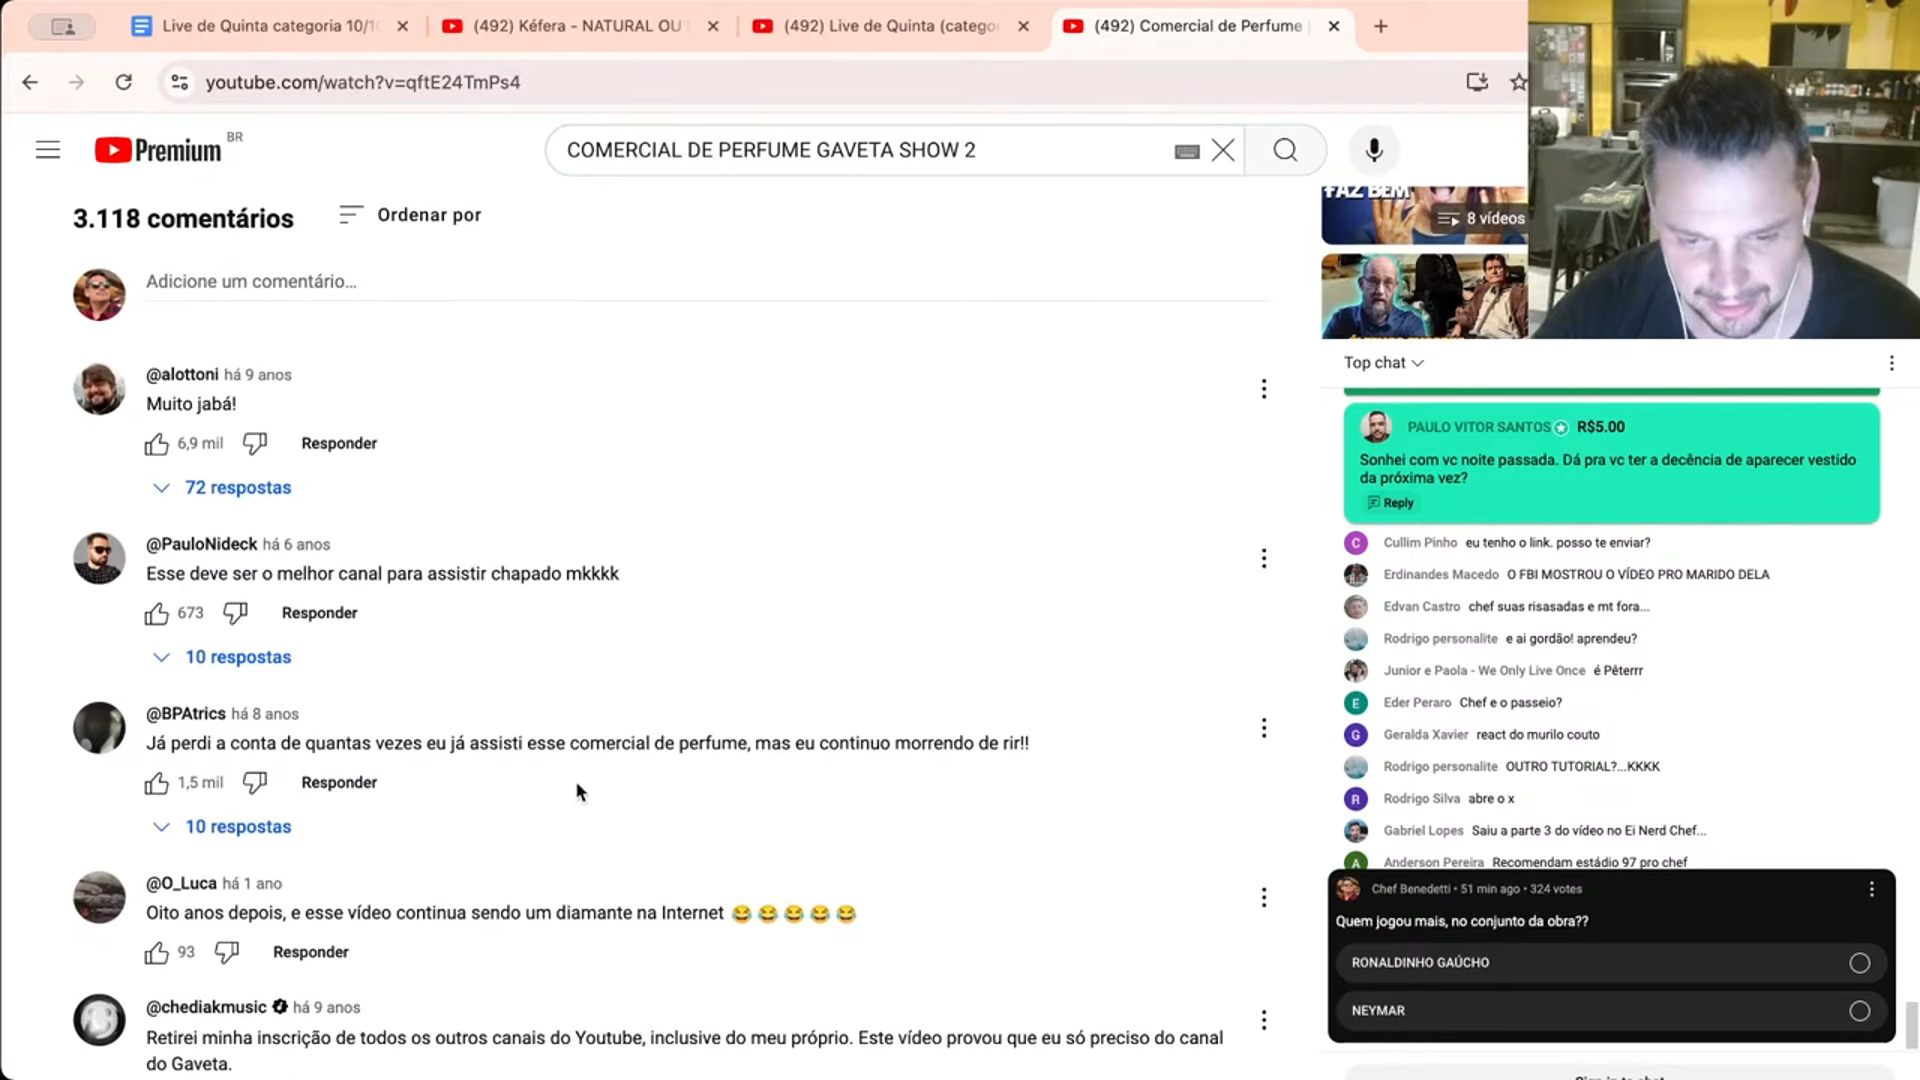 Live de Quinta categoria 10/1
(492) Kéfera - NATURAL OU
(492) Live de Quinta (catego
(492) Comercial de Perfume
youtube.com/watch?v=qftE24TmPs4
Premium BR
COMERCIAL DE PERFUME GAVETA SHOW 2
3.118 comentários
Ordenar por
Adicione um comentário...
@alottoni há 9 anos
Muito jabá!
6,9 mil
Responder
72 respostas
@PauloNideck há 6 anos
Esse deve ser o melhor canal para assistir chapado mkkkk
673
Responder
10 respostas
@BPAtrics há 8 anos
Já perdi a conta de quantas vezes eu já assisti esse comercial de perfume, mas eu continuo morrendo de rir!!
1,5 mil
Responder
10 respostas
@O_Luca há 1 ano
Oito anos depois, e esse vídeo continua sendo um diamante na Internet 😂😂😂😂😂
93
Responder
@chediakmusic há 9 anos
Retirei minha inscrição de todos os outros canais do Youtube, inclusive do meu próprio. Este vídeo provou que eu só preciso do canal
do Gaveta.
FAZ BEM
8 vídeos
Top chat
PAULO VITOR SANTOS R$5.00
Sonhei com vc noite passada. Dá pra vc ter a decência de aparecer vestido
da próxima vez?
Reply
C
Cullim Pinho eu tenho o link. posso te enviar?
Erdinandes Macedo O FBI MOSTROU O VÍDEO PRO MARIDO DELA
Edvan Castro chef suas risasadas e mt fora...
Rodrigo personalite e ai gordão! aprendeu?
Junior e Paola - We Only Live Once é Pêterrr
E
Eder Peraro Chef e o passeio?
G
Geralda Xavier react do murilo couto
Rodrigo personalite OUTRO TUTORIAL?...KKKK
R
Rodrigo Silva abre o x
Gabriel Lopes Saiu a parte 3 do vídeo no Ei Nerd Chef...
A
Anderson Pereira Recomendam estádio 97 pro chef
Chef Benedetti • 51 min ago • 324 votes
Quem jogou mais, no conjunto da obra??
RONALDINHO GAÚCHO
NEYMAR